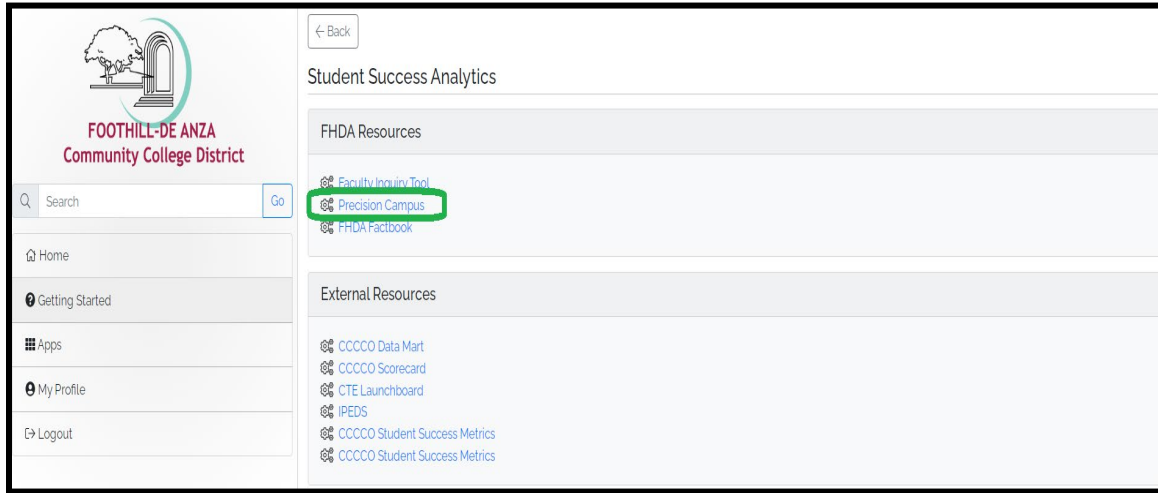 FOOTHILL-DE ANZA
Community College District
Search
Go
Home
Getting Started
Apps
My Profile
Logout
← Back
Student Success Analytics
FHDA Resources
Faculty Inquiry Tool
Precision Campus
FHDA Factbook
External Resources
CCCCO Data Mart
CCCCO Scorecard
CTE Launchboard
IPEDS
CCCCO Student Success Metrics
CCCCO Student Success Metrics